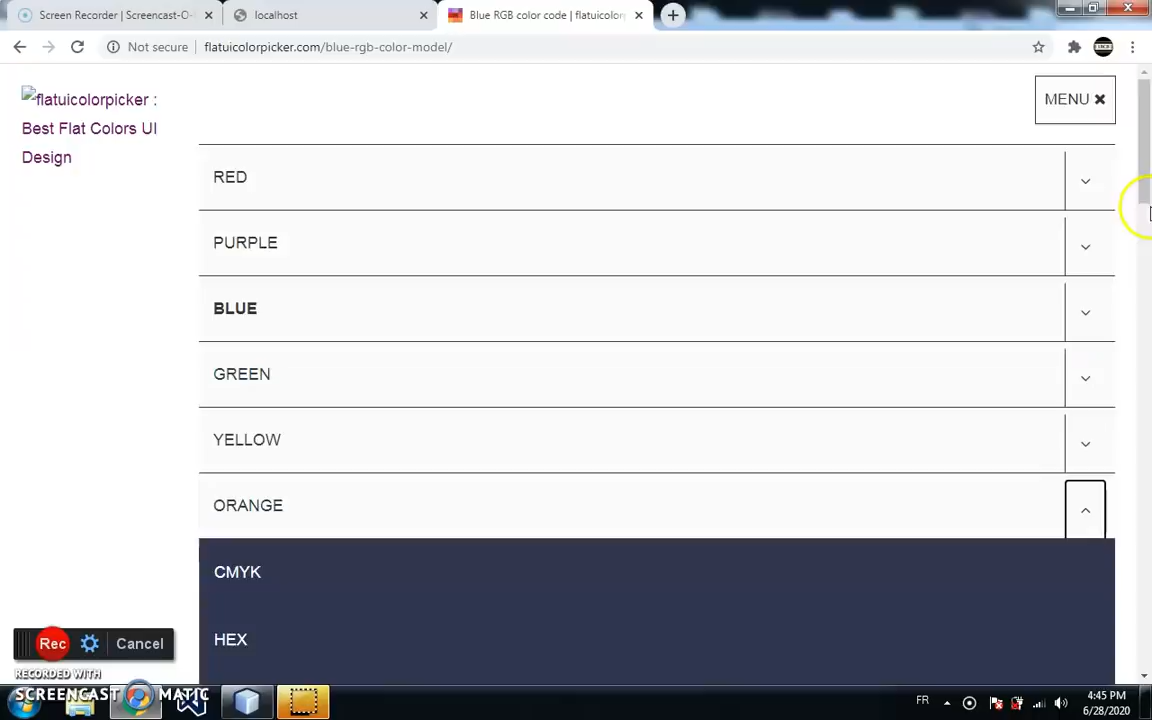 Screen Recorder | Screencast-O-
localhost
Blue RGB color code | flatuicolor
Not secure
flatuicolorpicker.com/blue-rgb-color-model/
flatuicolorpicker :
Best Flat Colors UI
Design
MENU
RED
PURPLE
BLUE
GREEN
YELLOW
ORANGE
CMYK
HEX
Rec
Cancel
RECORDED WITH
SCREENCAST MATIC
FR
4:45 PM
6/28/2020